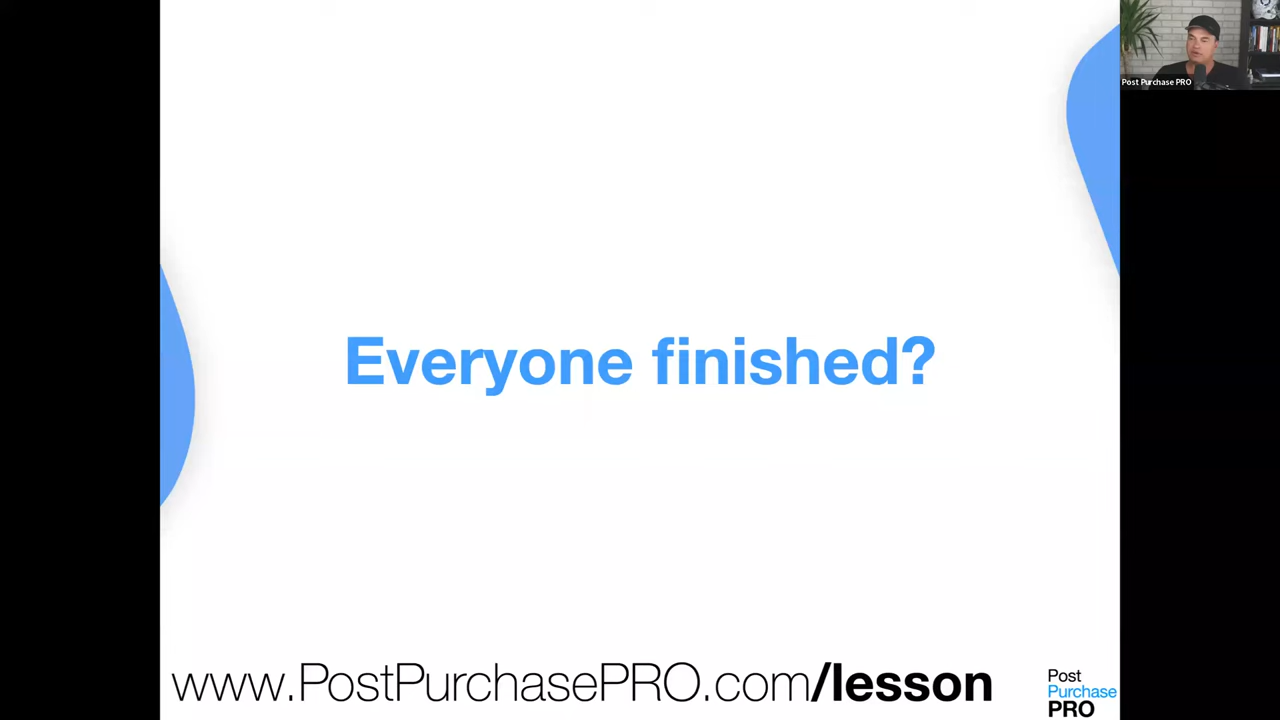 Post Purchase PRO
Everyone finished?
www.PostPurchasePRO.com/lesson
Post
Purchase
PRO